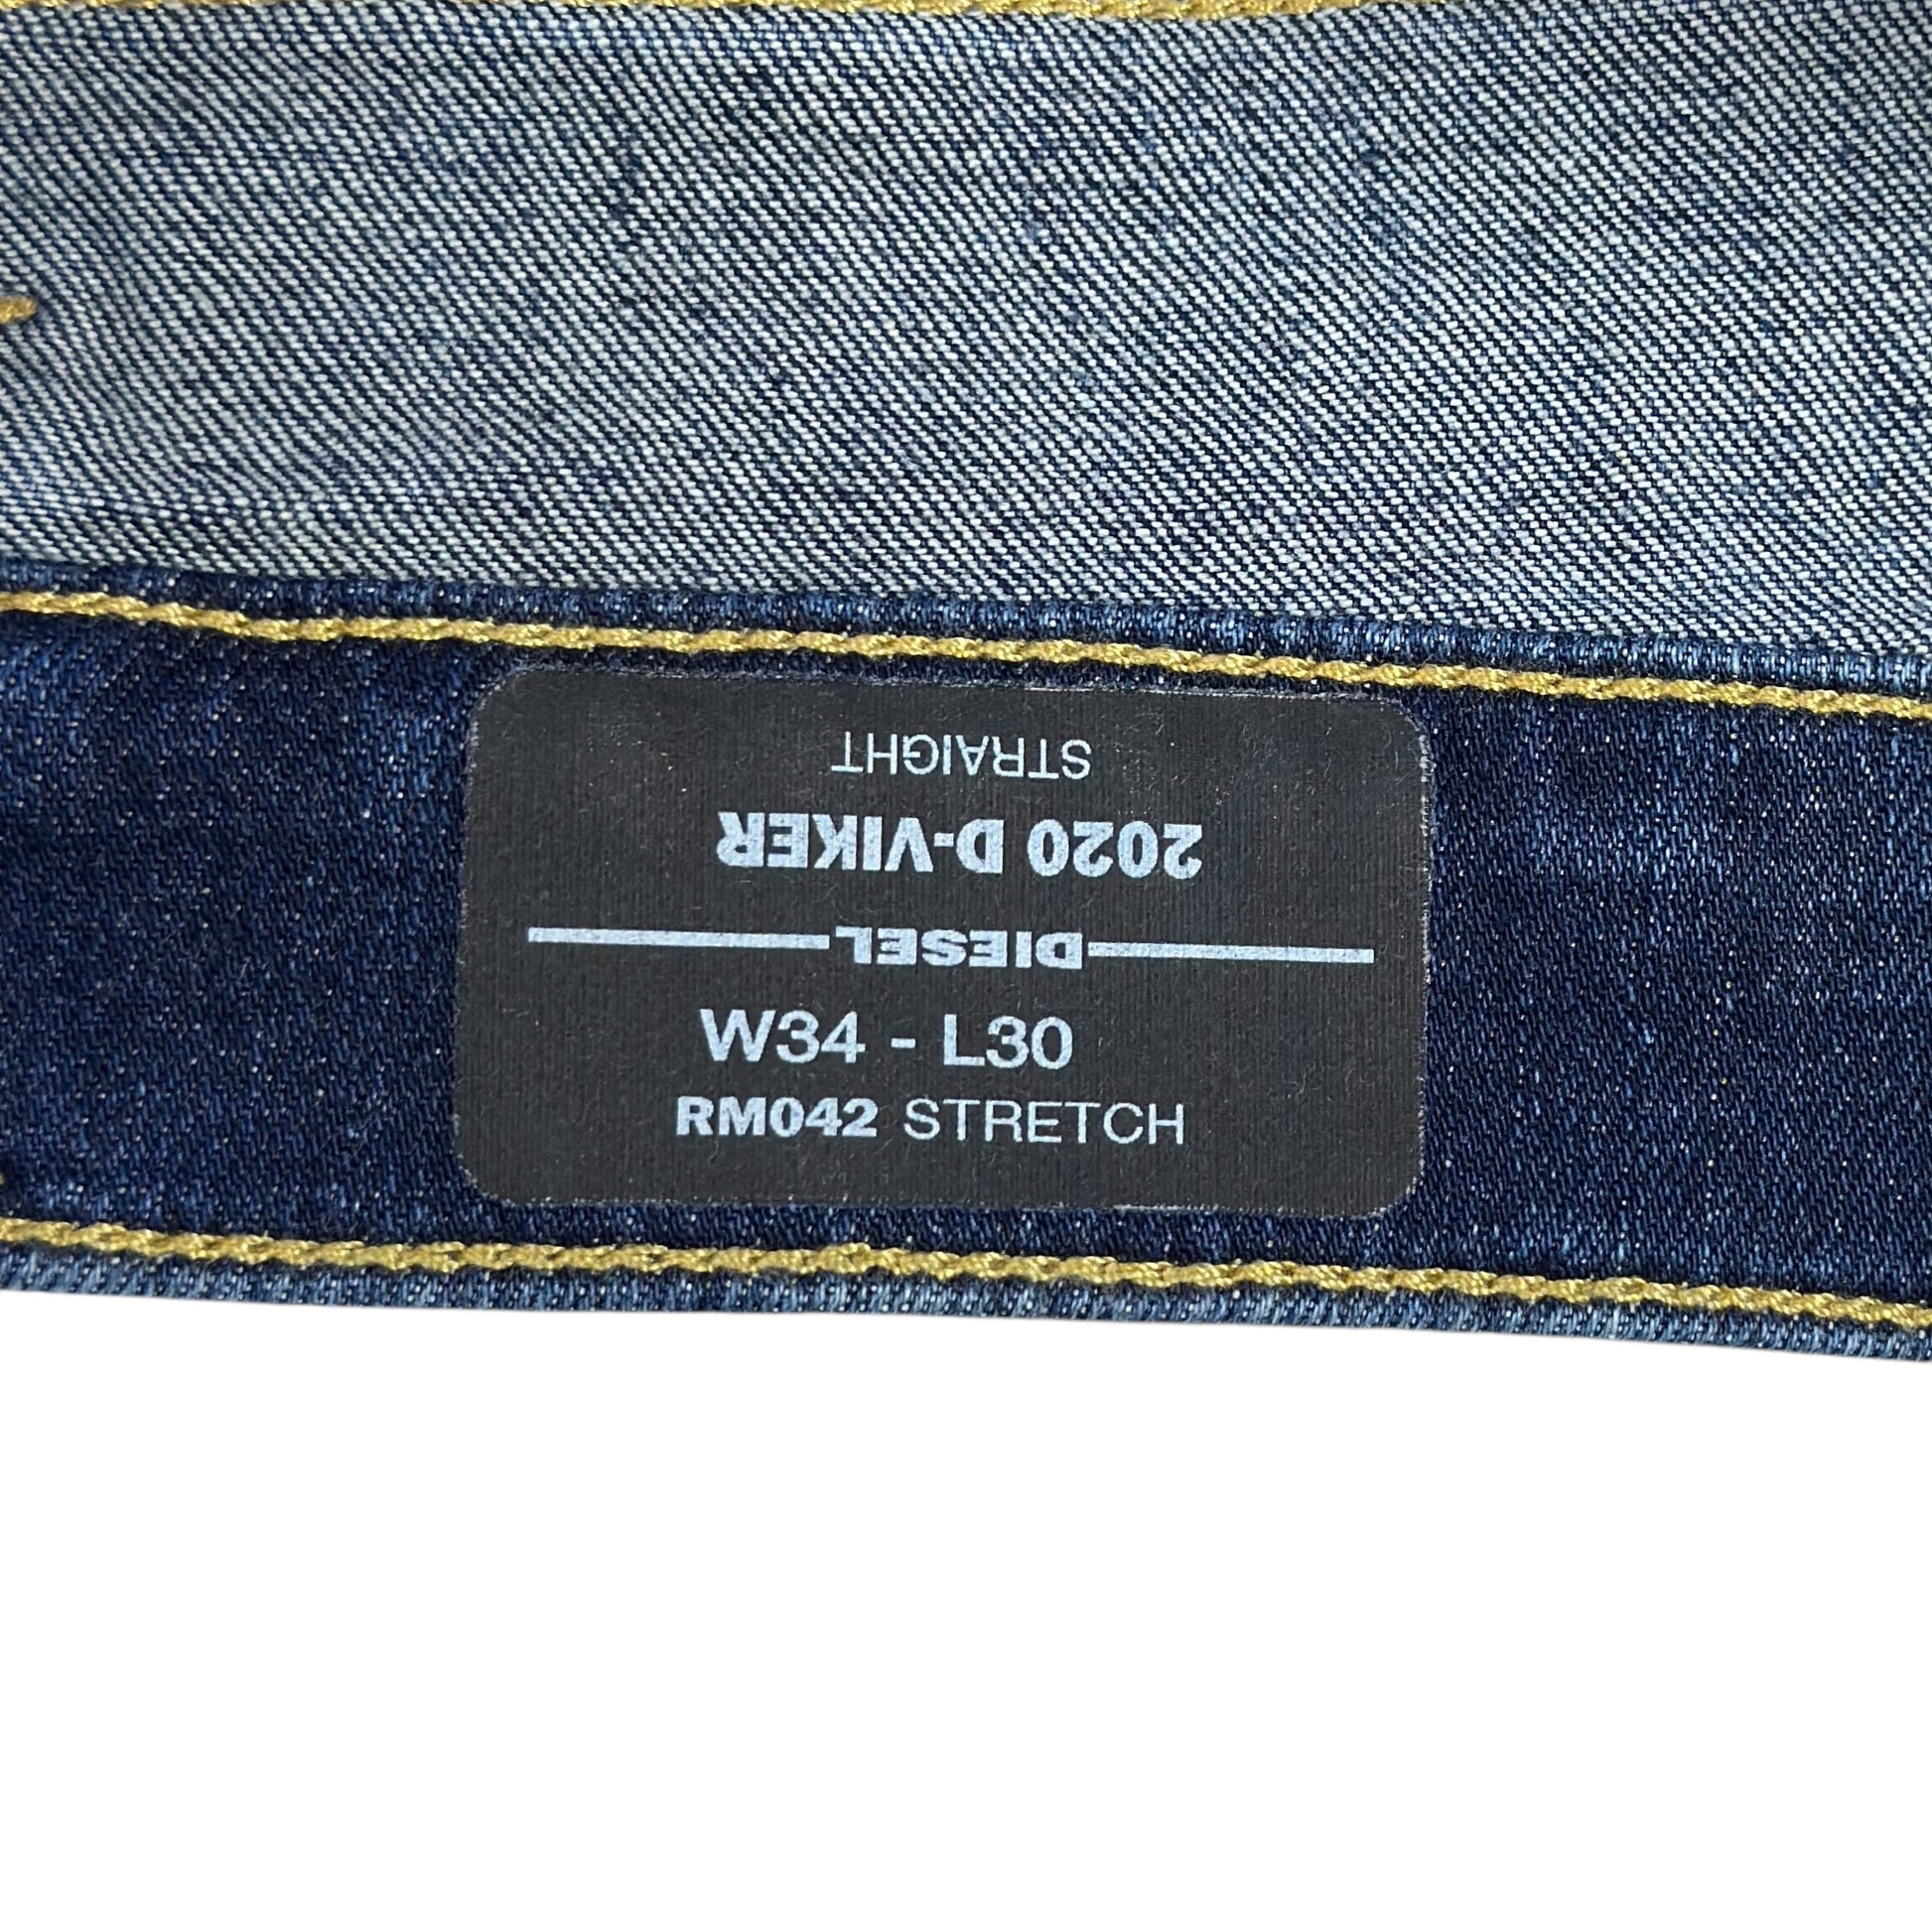 STRAIGHT
2020 D-VIKER
DIESEL
W34 - L30
RM042 STRETCH